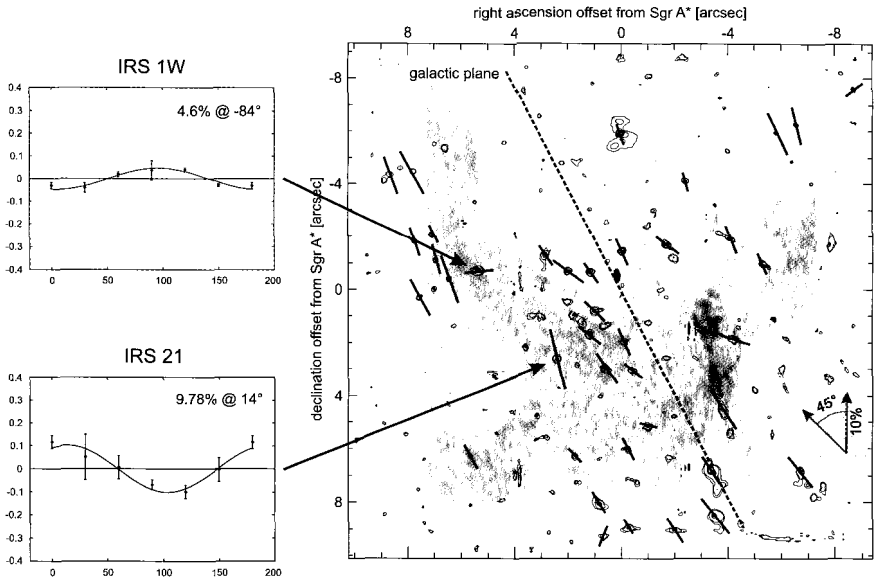 IRS 1W
4.6% @ -84°
0.4
0.3
0.2
0.1
0
-0.1
-0.2
-0.3
-0.4
0 50 100 150 200
IRS 21
9.78% @ 14°
0.4
0.3
0.2
0.1
0
-0.1
-0.2
-0.3
-0.4
0 50 100 150 200
right ascension offset from Sgr A* [arcsec]
8 4 0 -4 -8
declination offset from Sgr A* [arcsec]
-8
-4
0
4
8
galactic plane
45°
10%